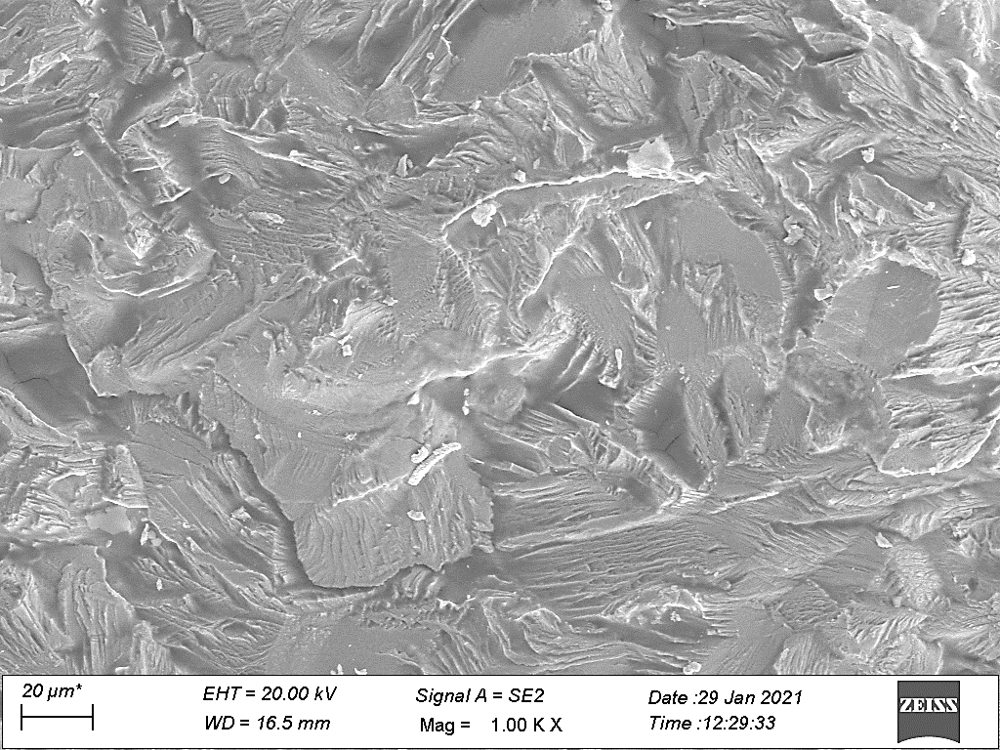 20 µm*
EHT = 20.00 kV
WD = 16.5 mm
Signal A = SE2
Mag = 1.00 K X
Date :29 Jan 2021
Time :12:29:33
ZEISS